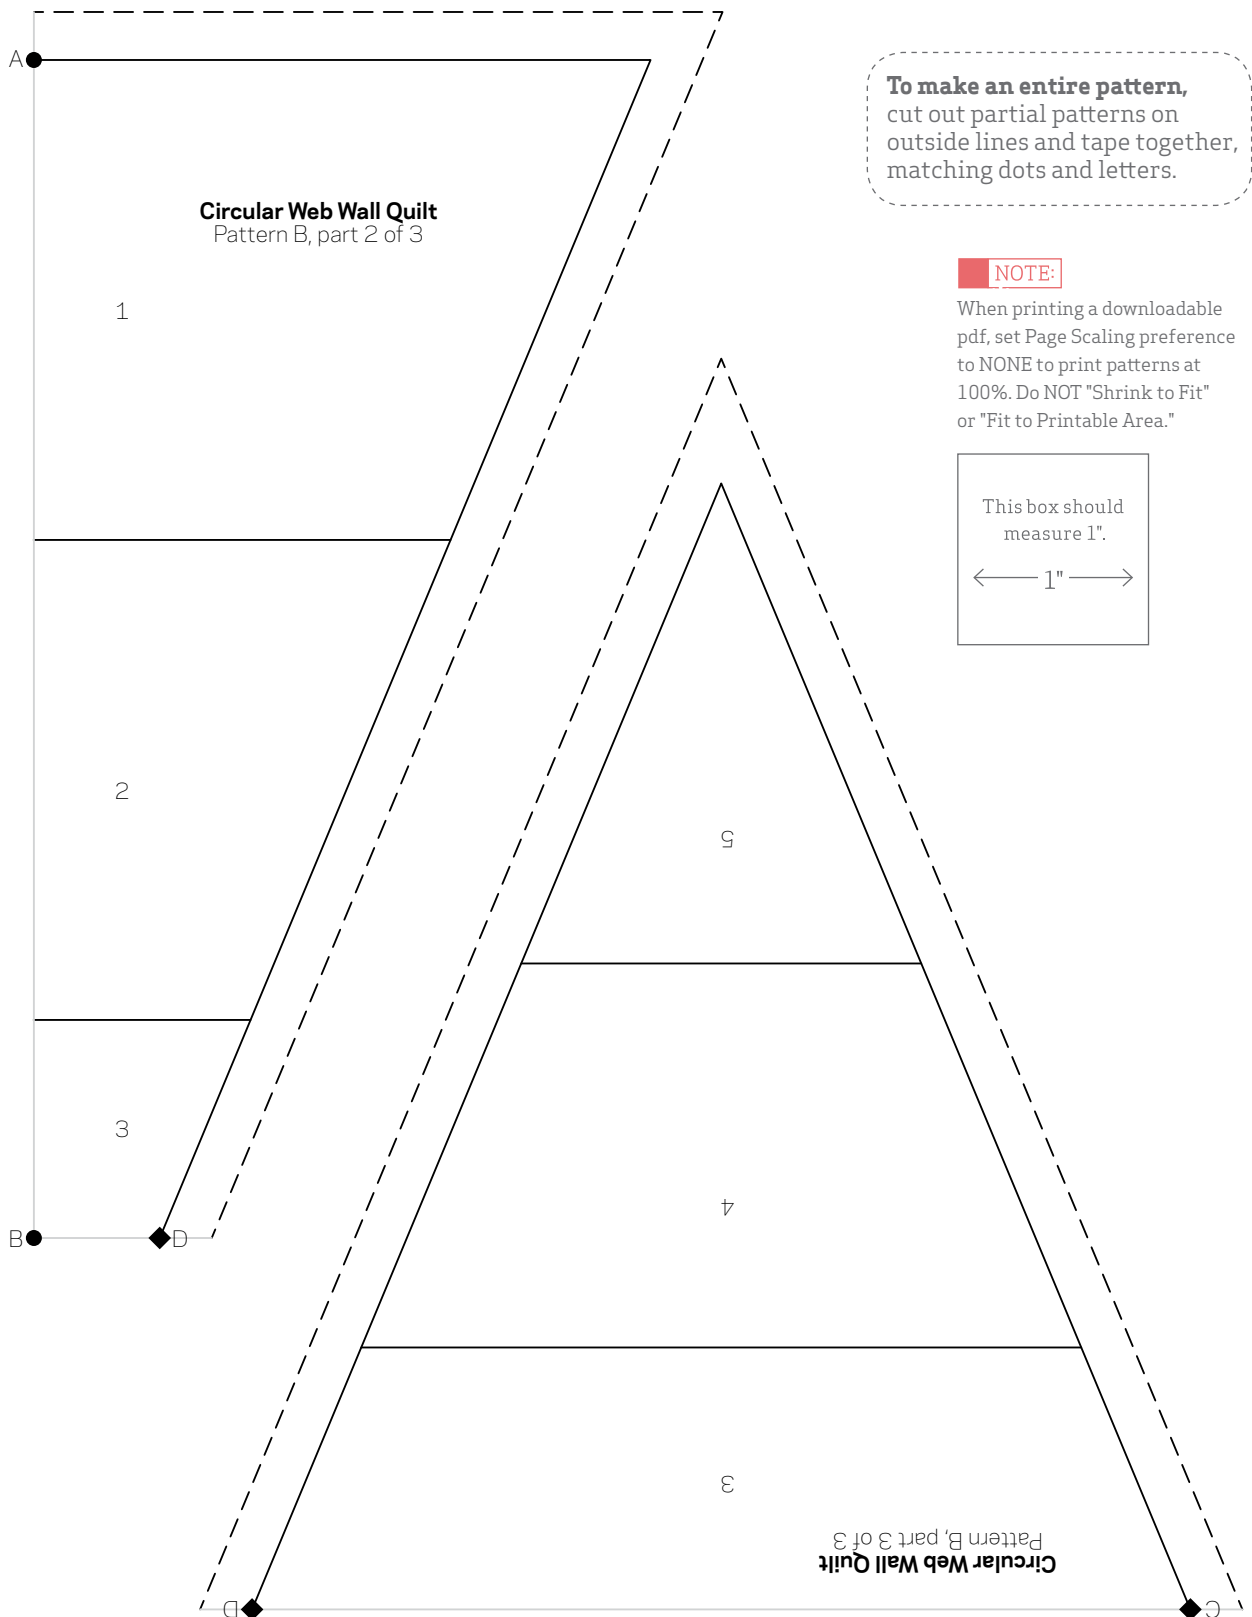 A
To make an entire pattern,
cut out partial patterns on
outside lines and tape together,
matching dots and letters.
Circular Web Wall Quilt
Pattern B, part 2 of 3
NOTE:
When printing a downloadable
pdf, set Page Scaling preference
to NONE to print patterns at
100%. Do NOT "Shrink to Fit"
or "Fit to Printable Area."
1
This box should
measure 1".
1"
2
5
3
4
B
D
3
Circular Web Wall Quilt
Pattern B, part 3 of 3
D
C